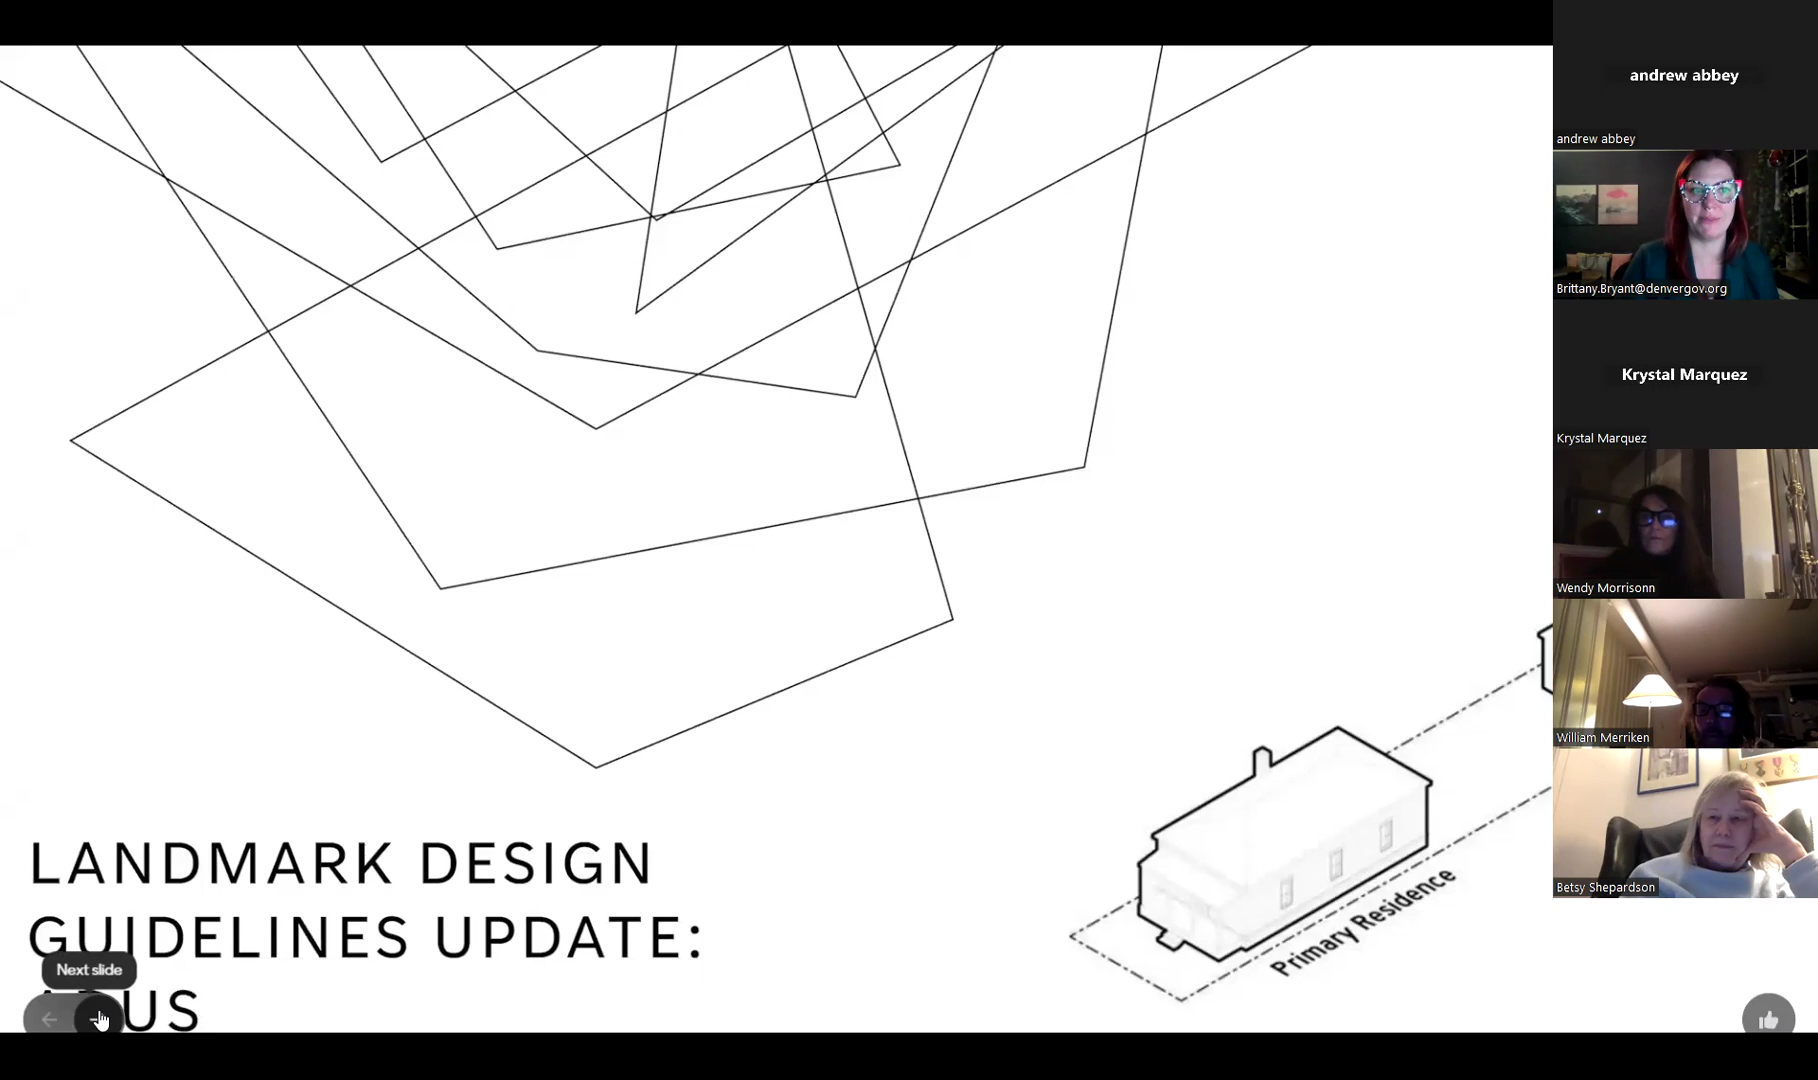 andrew abbey
andrew abbey
Brittany.Bryant@denvergov.org
Krystal Marquez
Krystal Marquez
Wendy Morrisonn
William Merriken
Betsy Shepardson
Primary Residence
LANDMARK DESIGN
GUIDELINES UPDATE:
Next slide